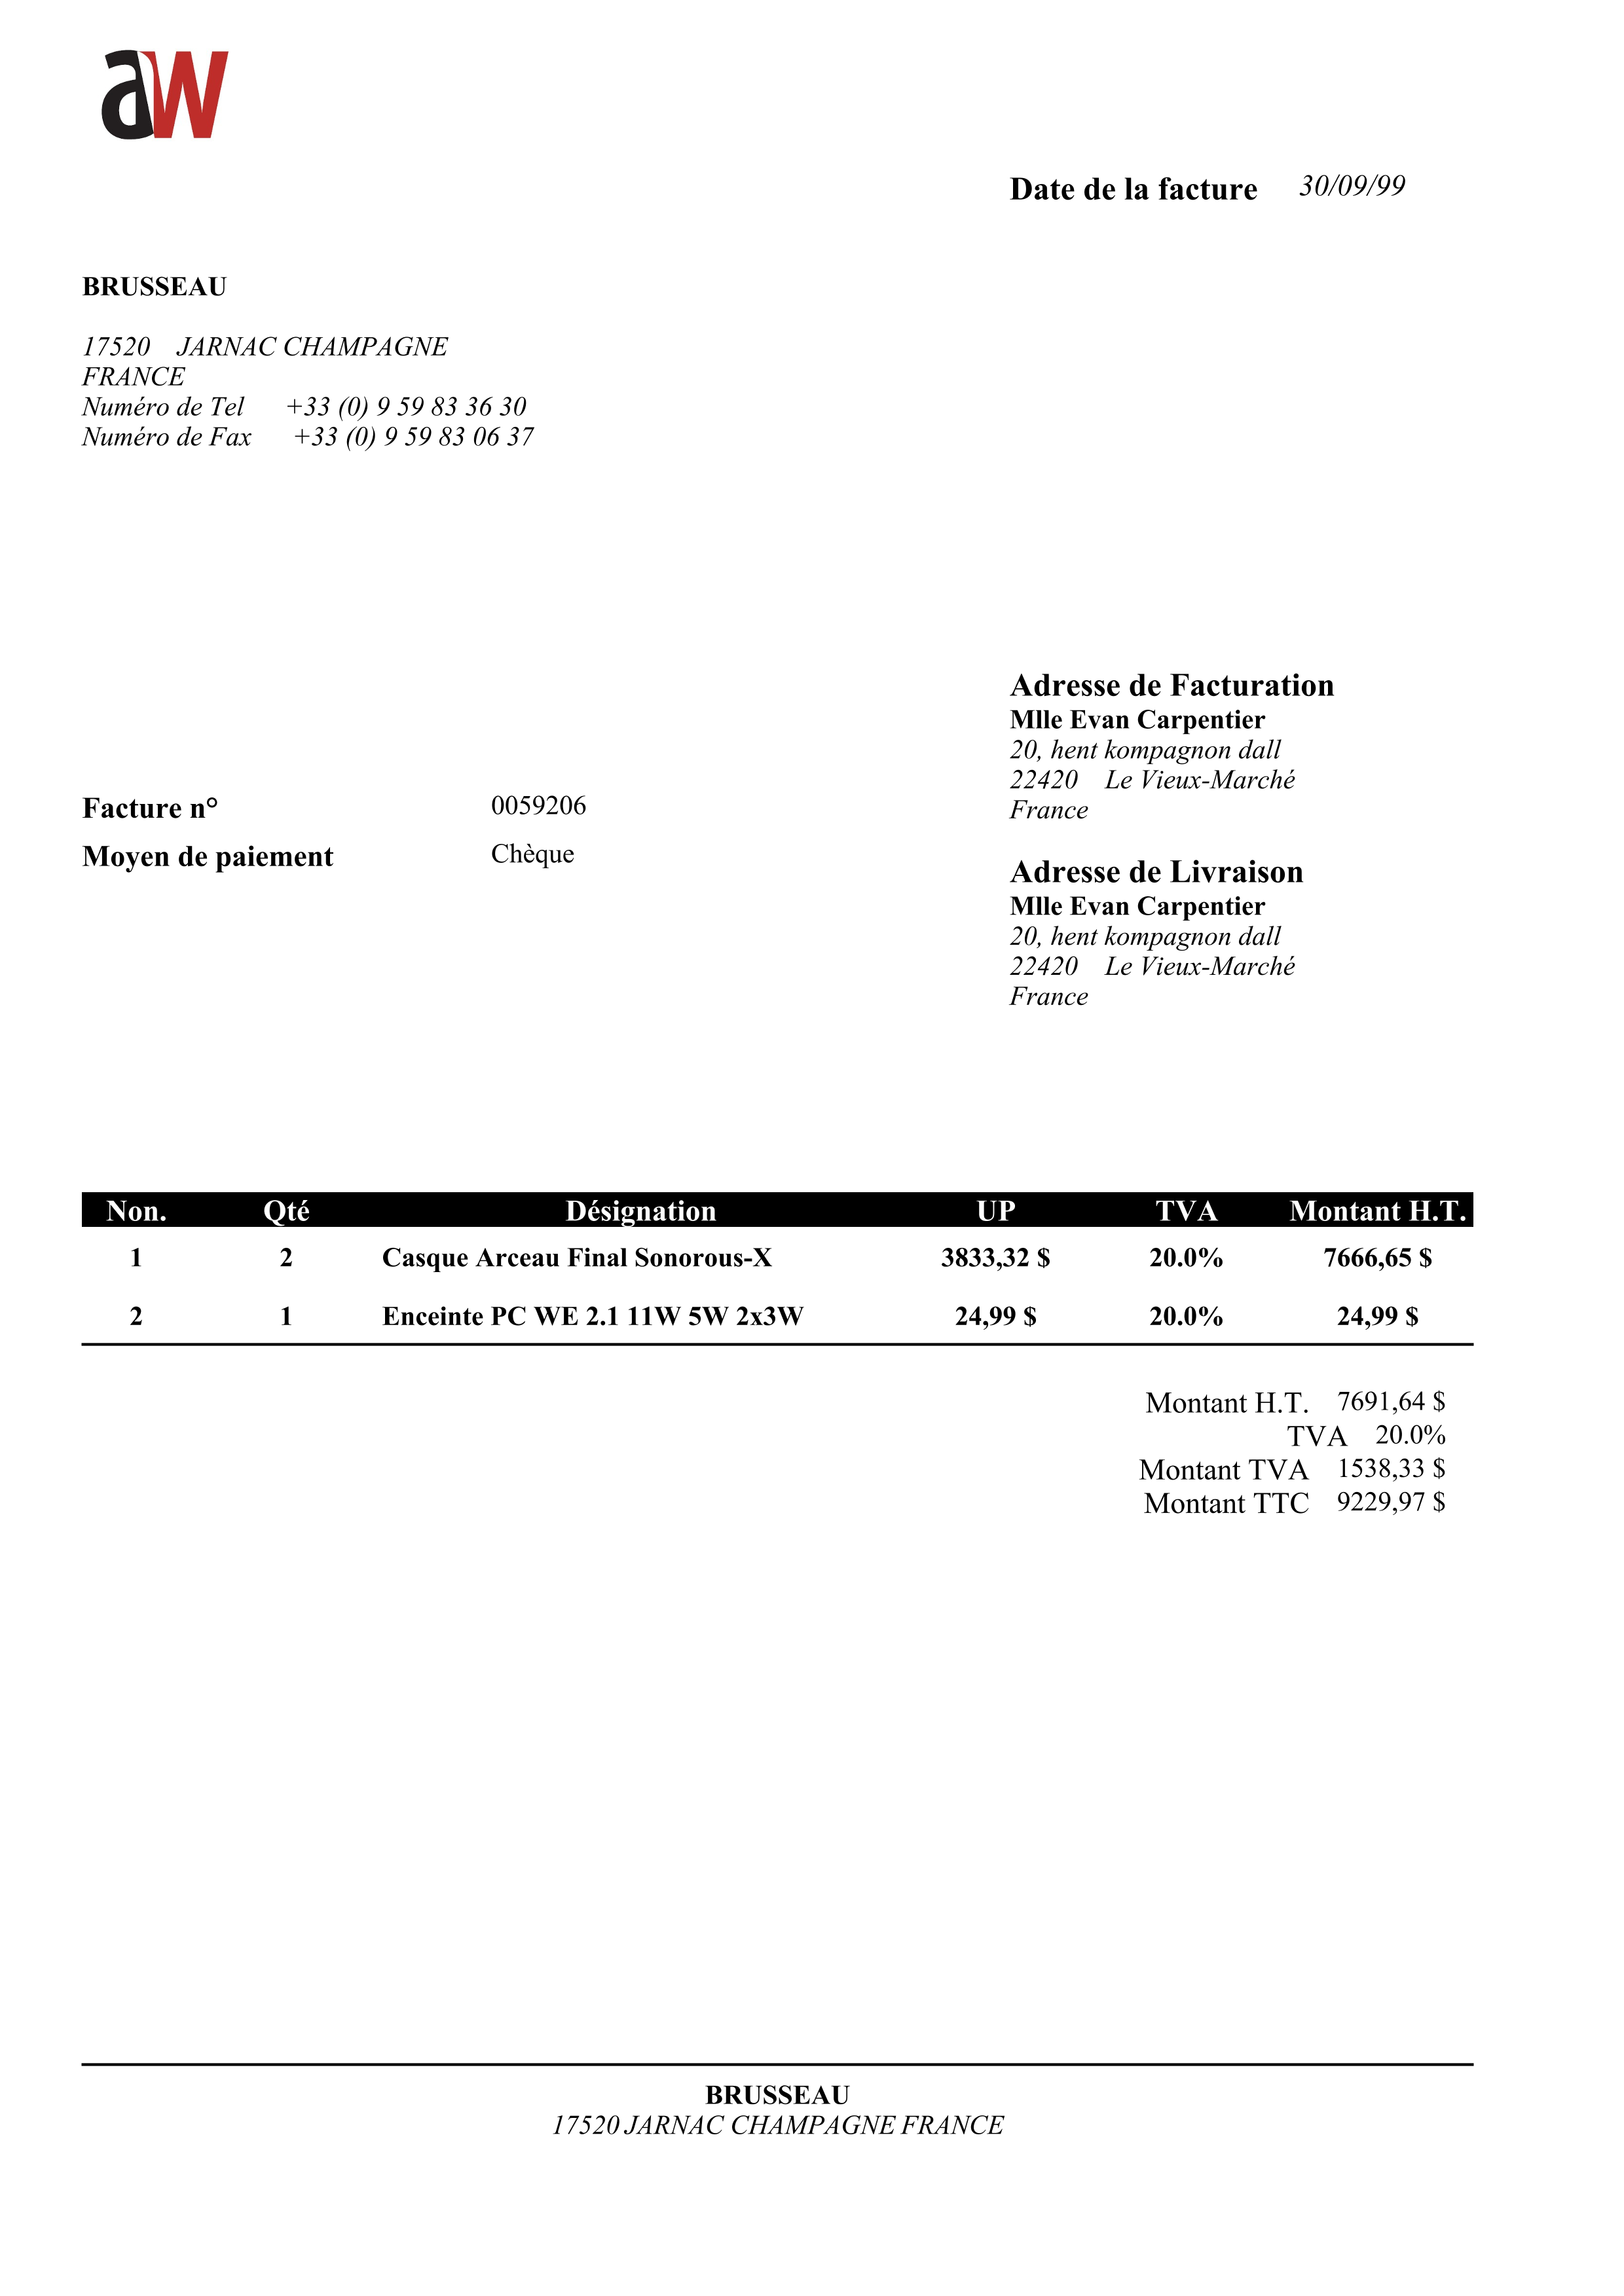 aw
Date de la facture 30/09/99
BRUSSEAU
17520 JARNAC CHAMPAGNE
FRANCE
Numéro de Tel +33 (0) 9 59 83 36 30
Numéro de Fax +33 (0) 9 59 83 06 37
Adresse de Facturation
Mlle Evan Carpentier
20, hent kompagnon dall
22420 Le Vieux-Marché
France
Facture n° 0059206
Moyen de paiement Chèque
Adresse de Livraison
Mlle Evan Carpentier
20, hent kompagnon dall
22420 Le Vieux-Marché
France
Non. Qté Désignation UP TVA Montant H.T.
1 2 Casque Arceau Final Sonorous-X 3833,32 $ 20.0% 7666,65 $
2 1 Enceinte PC WE 2.1 11W 5W 2x3W 24,99 $ 20.0% 24,99 $
Montant H.T. 7691,64 $
TVA 20.0%
Montant TVA 1538,33 $
Montant TTC 9229,97 $
BRUSSEAU
17520 JARNAC CHAMPAGNE FRANCE